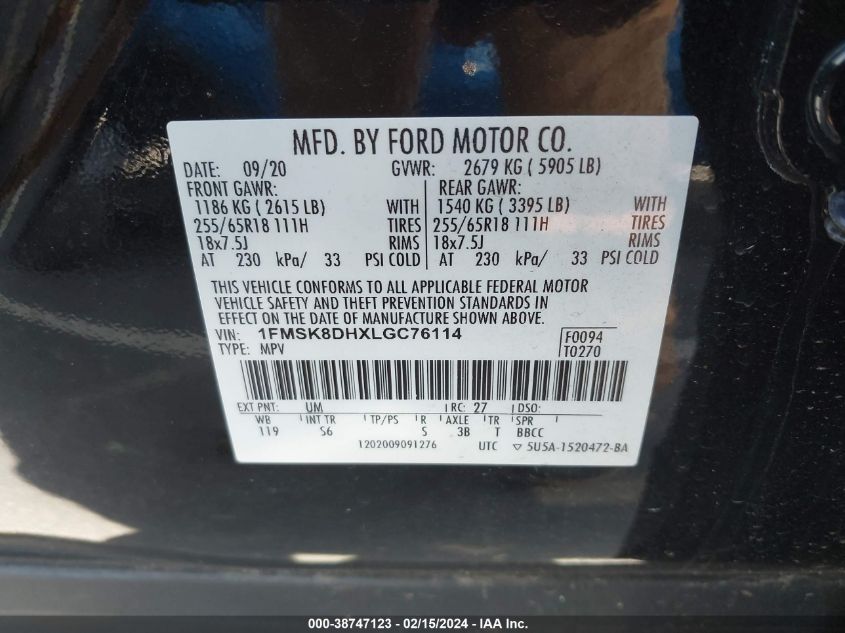 MFD. BY FORD MOTOR CO.
DATE: 09/20 GVWR: 2679 KG ( 5905 LB)
FRONT GAWR: REAR GAWR:
1186 KG ( 2615 LB) WITH 1540 KG ( 3395 LB) WITH
255/65R18 111H TIRES 255/65R18 111H TIRES
18x7.5J RIMS 18x7.5J RIMS
AT 230 kPa/ 33 PSI COLD AT 230 kPa/ 33 PSI COLD
THIS VEHICLE CONFORMS TO ALL APPLICABLE FEDERAL MOTOR
VEHICLE SAFETY AND THEFT PREVENTION STANDARDS IN
EFFECT ON THE DATE OF MANUFACTURE SHOWN ABOVE.
VIN: 1FMSK8DHXLGC76114 F0094
TYPE: MPV T0270
EXT PNT: UM RC: 27 DSO:
WB INT TR TP/PS R AXLE TR SPR
119 S6 S 3B T BBCC
1202009091276 UTC ▽ 5U5A-1520472-BA
000-38747123 - 02/15/2024 - IAA Inc.